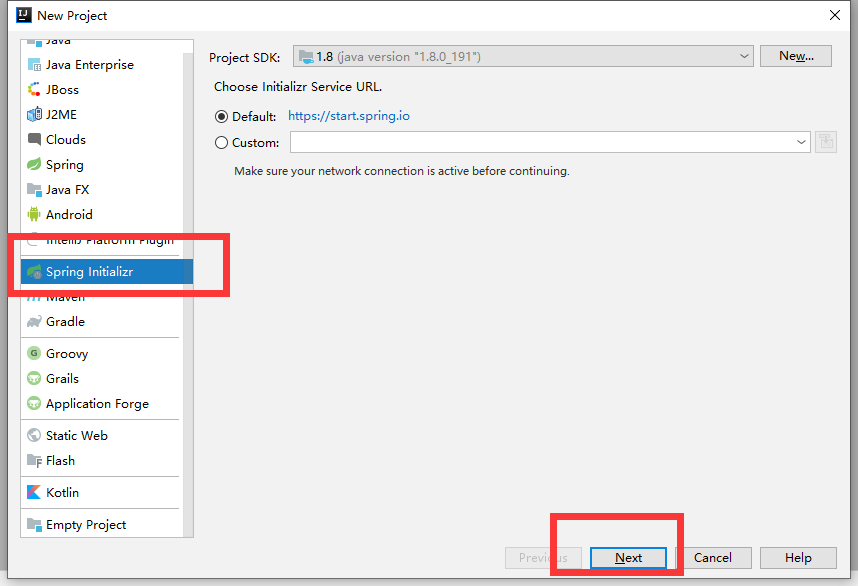 New Project
Java
Java Enterprise
JBoss
J2ME
Clouds
Spring
Java FX
Android
IntelliJ Platform Plugin
Spring Initializr
Maven
Gradle
Groovy
Grails
Application Forge
Static Web
Flash
Kotlin
Empty Project
Project SDK: 1.8 (java version "1.8.0_191") New...
Choose Initializr Service URL.
Default: https://start.spring.io
Custom:
Make sure your network connection is active before continuing.
Previous Next Cancel Help